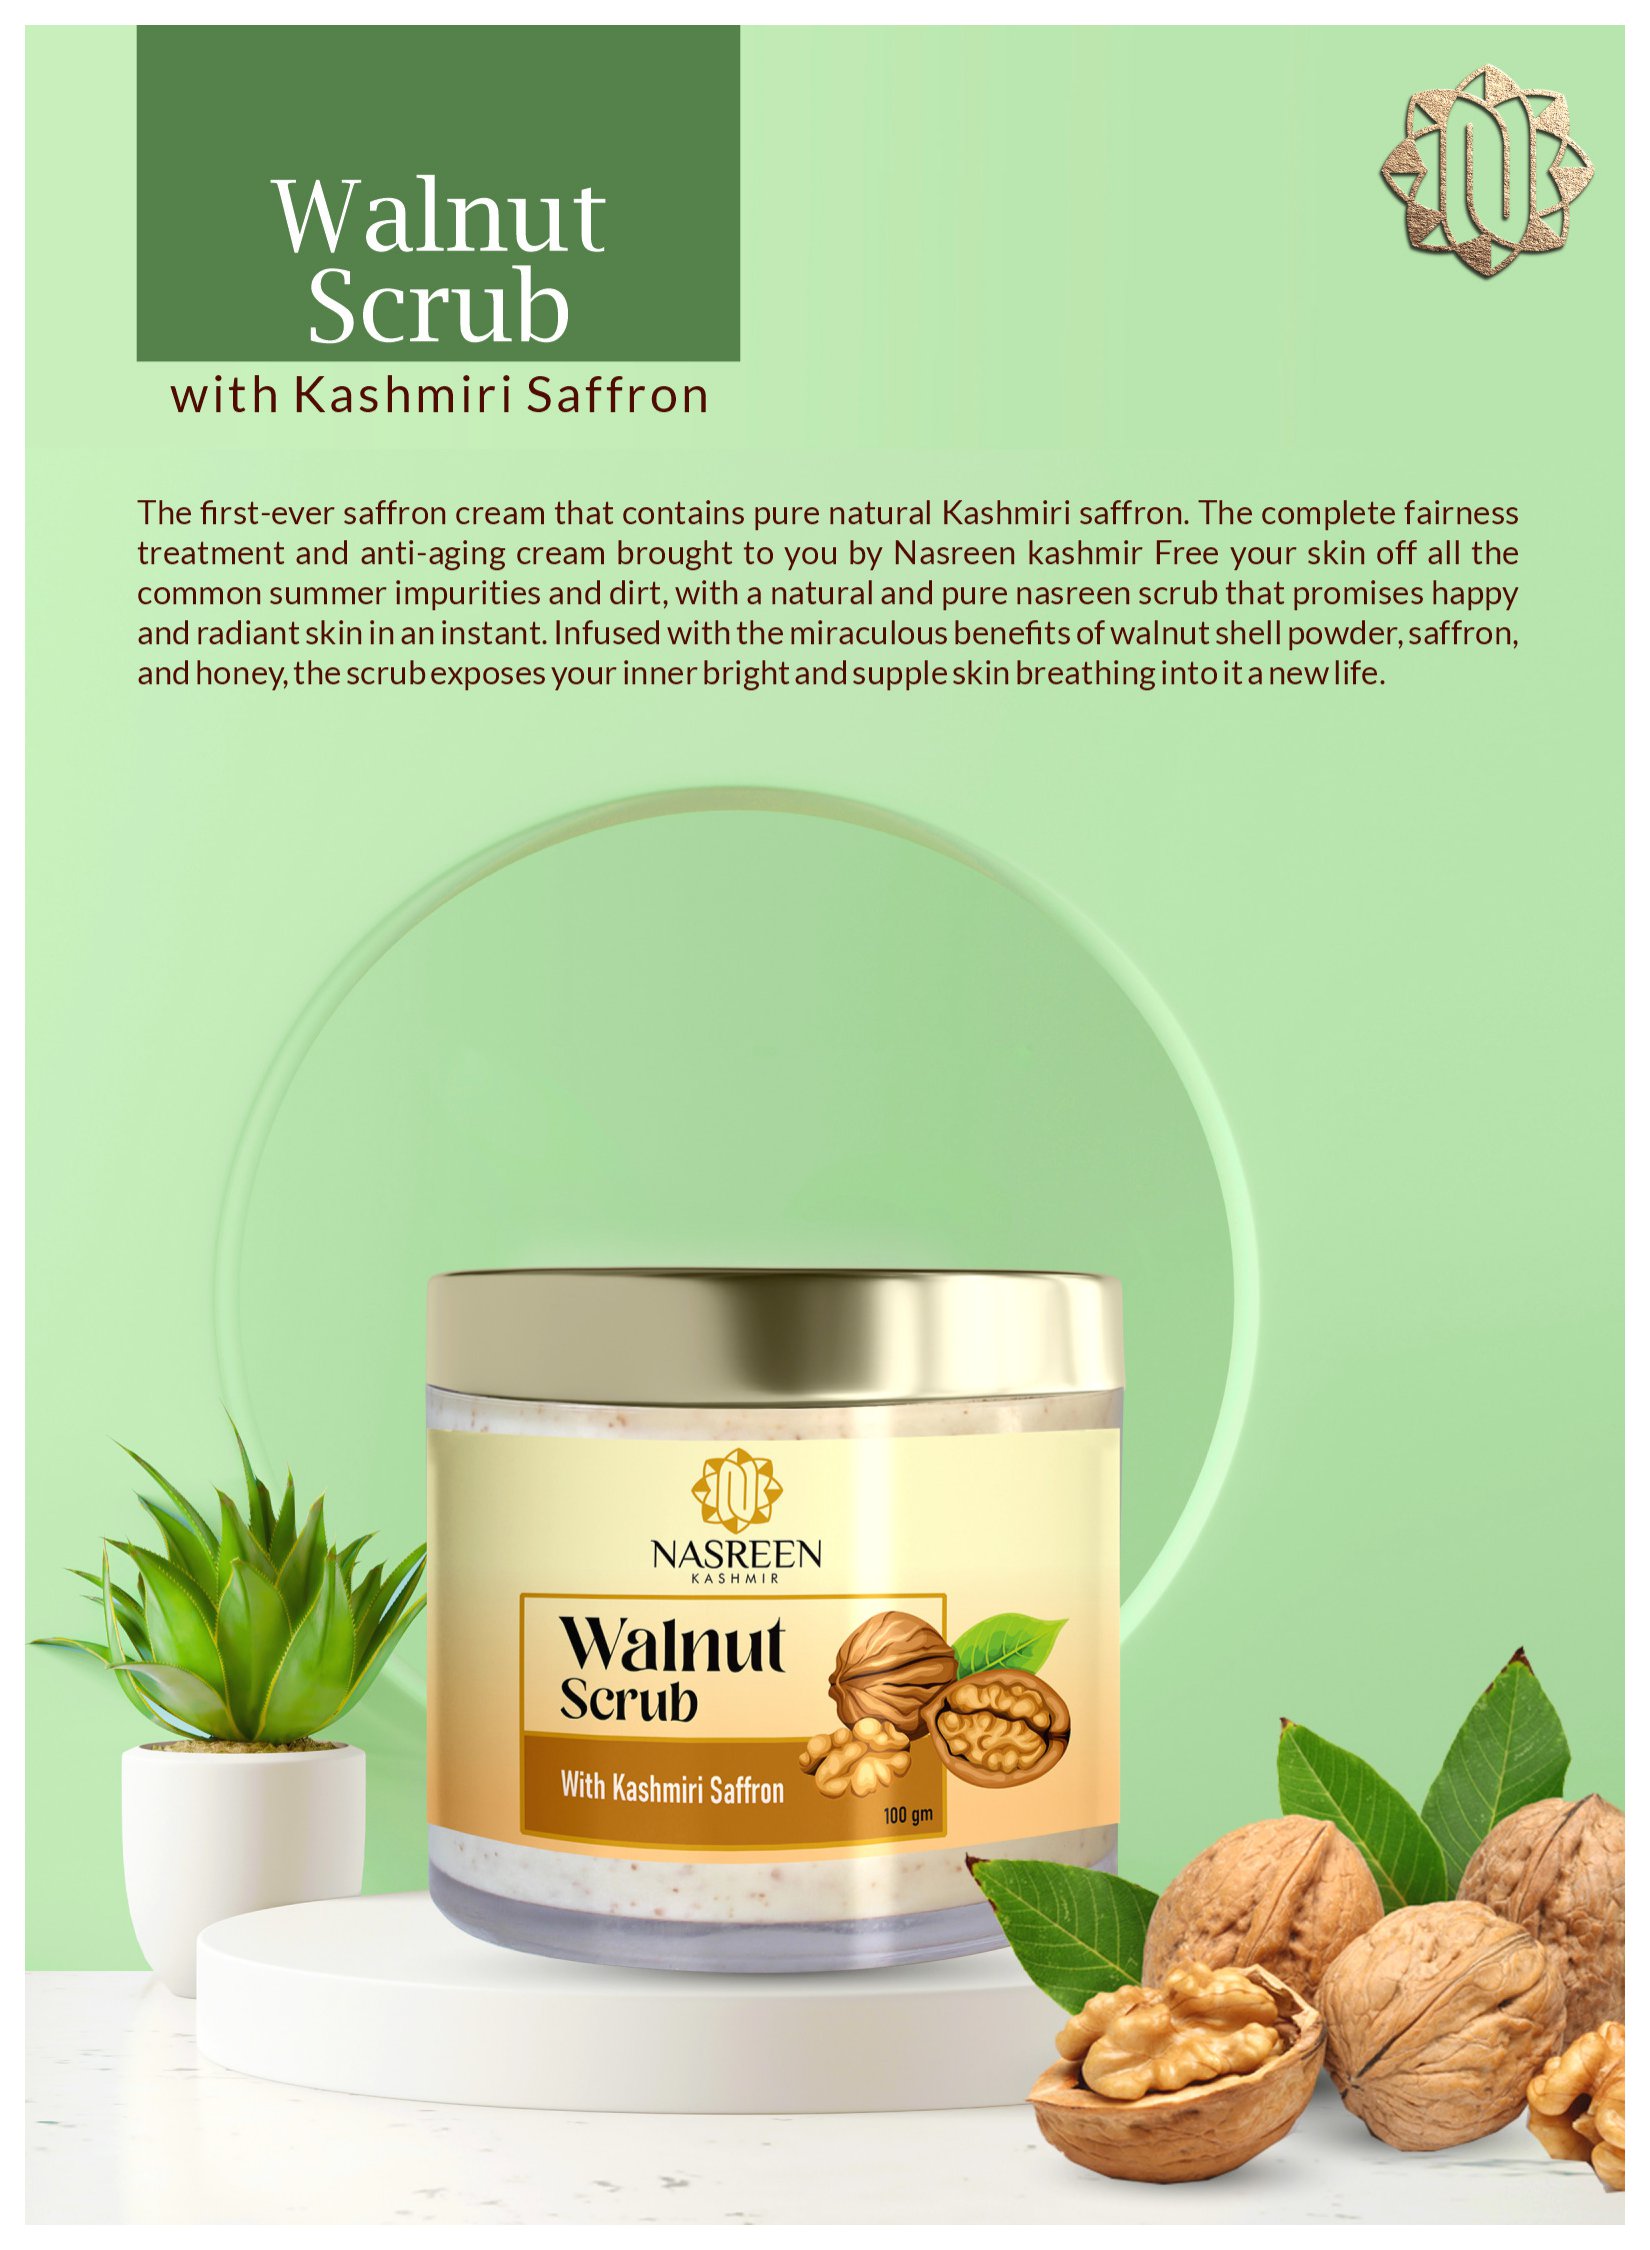 Walnut
Scrub
with Kashmiri Saffron
The first-ever saffron cream that contains pure natural Kashmiri saffron. The complete fairness
treatment and anti-aging cream brought to you by Nasreen kashmir Free your skin off all the
common summer impurities and dirt, with a natural and pure nasreen scrub that promises happy
and radiant skin in an instant. Infused with the miraculous benefits of walnut shell powder, saffron,
and honey, the scrub exposes your inner bright and supple skin breathing into it a new life.
NASREEN
KASHMIR
Walnut
Scrub
With Kashmiri Saffron
100 gm